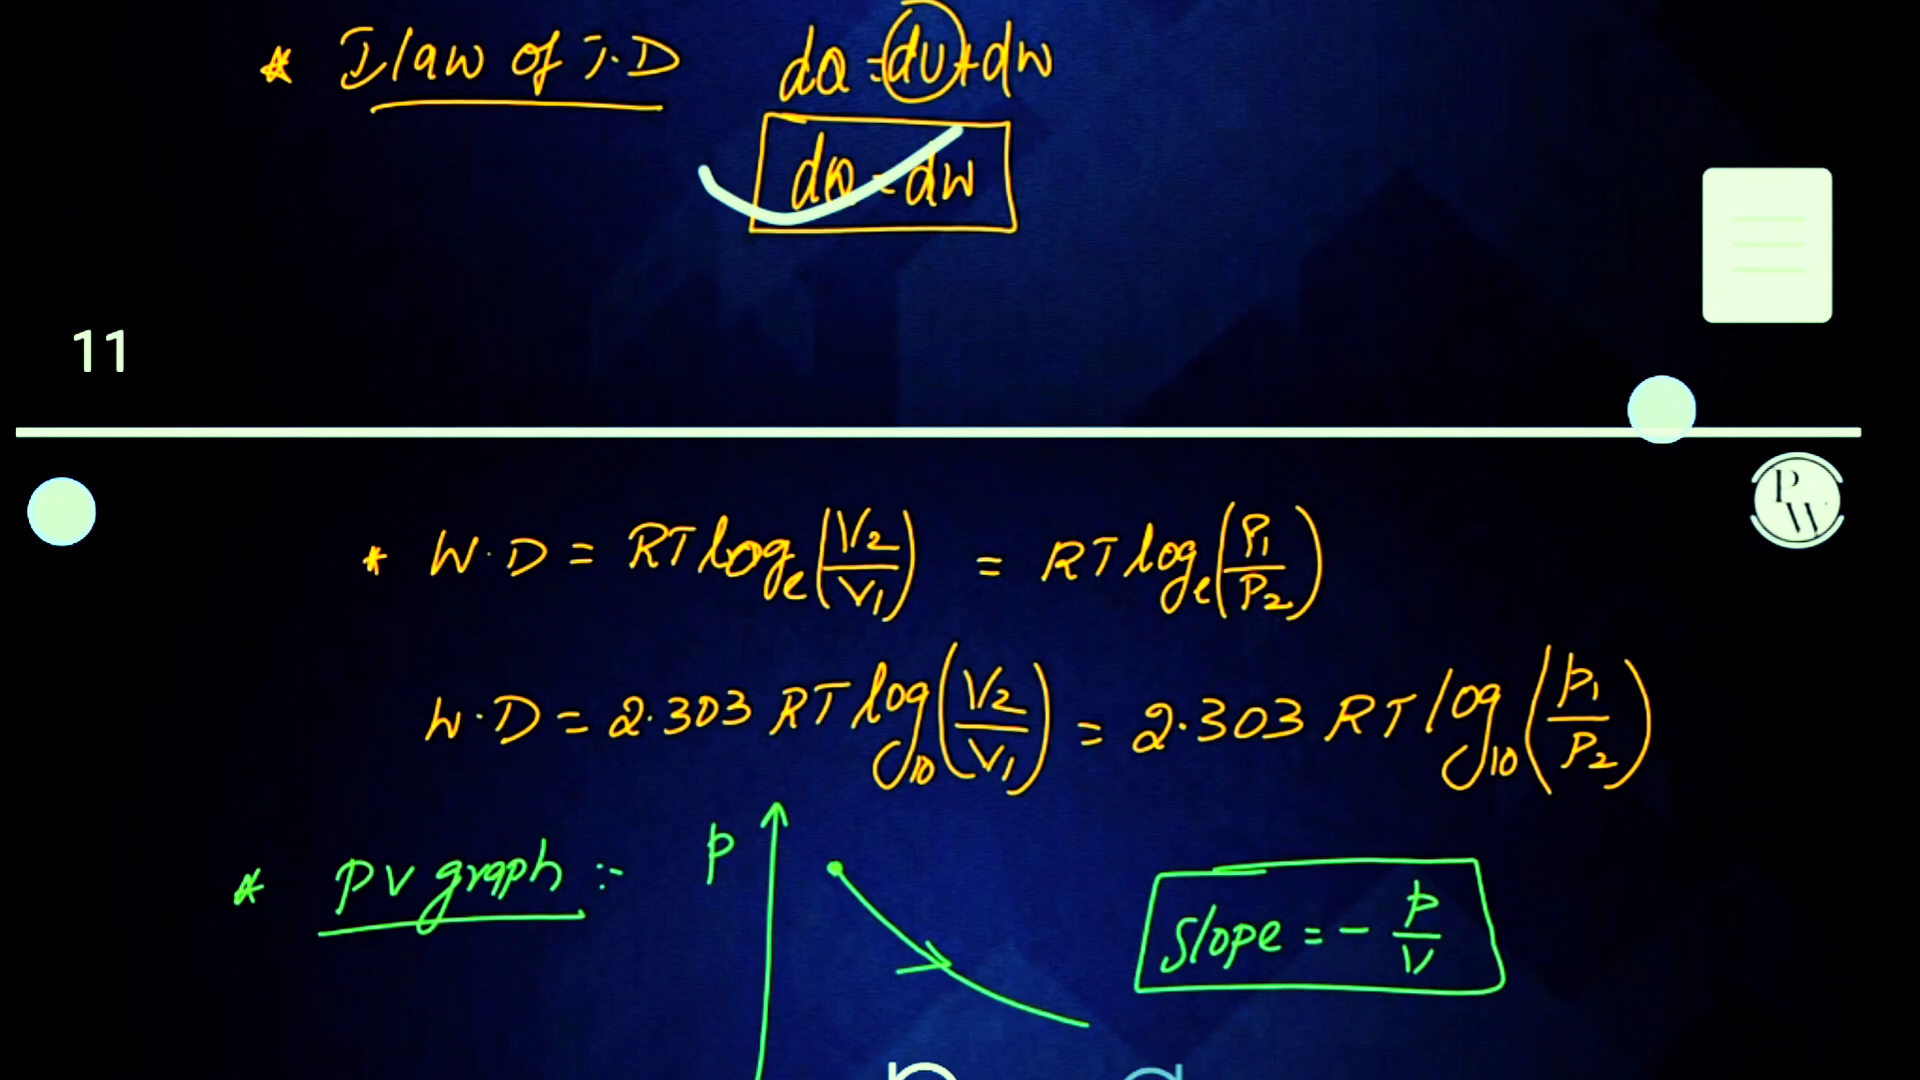 * I law of T.D dQ = dU + dW
dQ = dW
11
P
W
* W.D = RT logₑ(V₂/V₁) = RT logₑ(P₁/P₂)
W.D = 2.303 RT log₁₀(V₂/V₁) = 2.303 RT log₁₀(P₁/P₂)
* PV graph :- P
Slope = - P/V